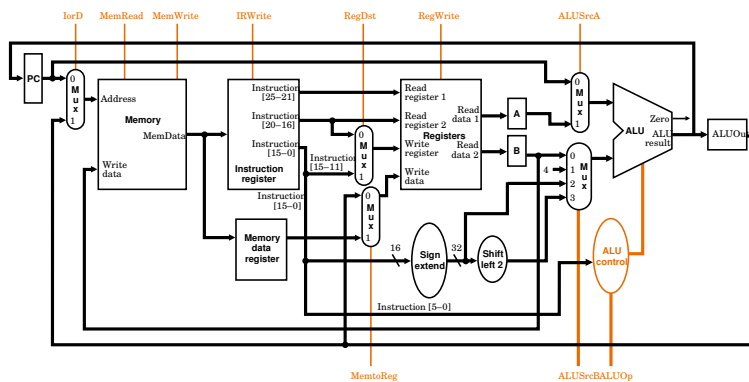 IorD MemRead MemWrite IRWrite RegDst RegWrite ALUSrcA
PC
0
M
u
x
1
Address
Memory
MemData
Write
data
Instruction
[25–21]
Instruction
[20–16]
Instruction
[15–0]
Instruction
register
Instruction
[15–11]
Instruction
[15–0]
Memory
data
register
0
M
u
x
1
0
M
u
x
1
Read
register 1
Read
register 2
Registers
Write
register
Write
data
Read
data 1
Read
data 2
A
B
0
M
u
x
1
4
0
1
M
u
2
x
3
Zero
ALU
ALU
result
ALUOut
16
Sign
extend
32
Shift
left 2
ALU
control
Instruction [5–0]
MemtoReg
ALUSrcB
ALUOp